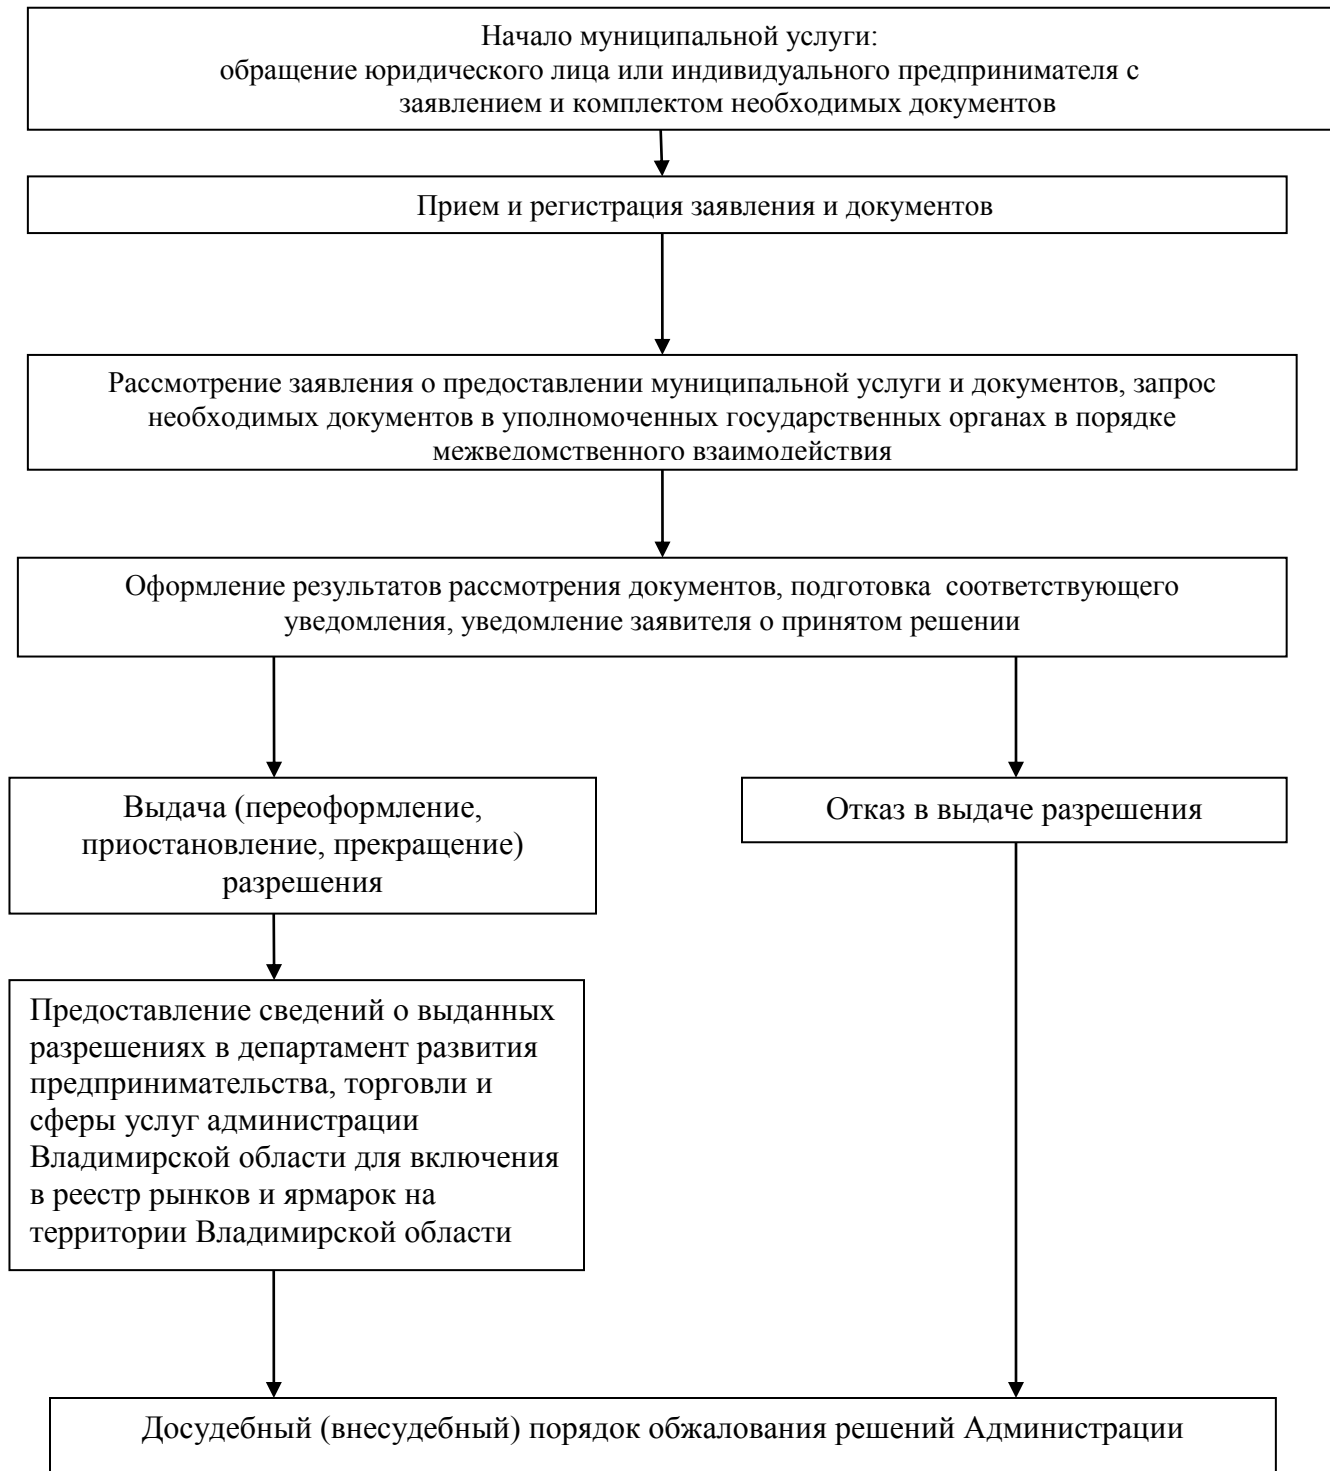 Начало муниципальной услуги:
обращение юридического лица или индивидуального предпринимателя с
заявлением и комплектом необходимых документов
Прием и регистрация заявления и документов
Рассмотрение заявления о предоставлении муниципальной услуги и документов, запрос
необходимых документов в уполномоченных государственных органах в порядке
межведомственного взаимодействия
Оформление результатов рассмотрения документов, подготовка соответствующего
уведомления, уведомление заявителя о принятом решении
Выдача (переоформление,
приостановление, прекращение)
разрешения
Отказ в выдаче разрешения
Предоставление сведений о выданных
разрешениях в департамент развития
предпринимательства, торговли и
сферы услуг администрации
Владимирской области для включения
в реестр рынков и ярмарок на
территории Владимирской области
Досудебный (внесудебный) порядок обжалования решений Администрации